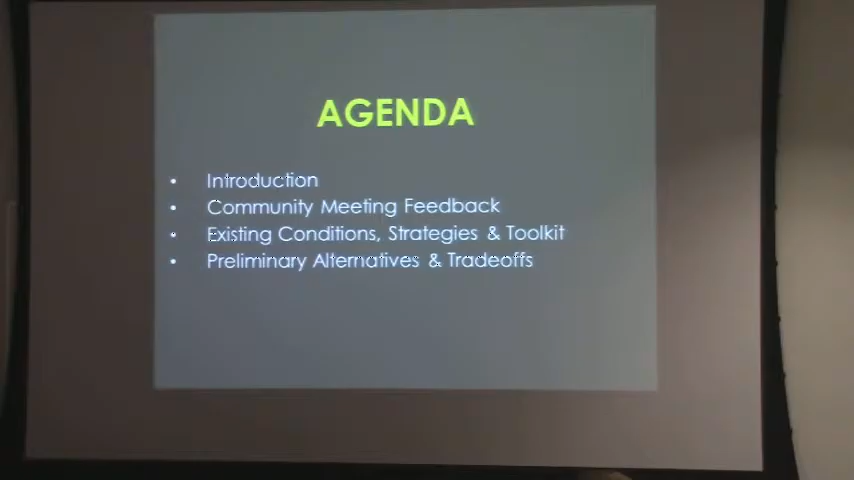 AGENDA
• Introduction
• Community Meeting Feedback
• Existing Conditions, Strategies & Toolkit
• Preliminary Alternatives & Tradeoffs